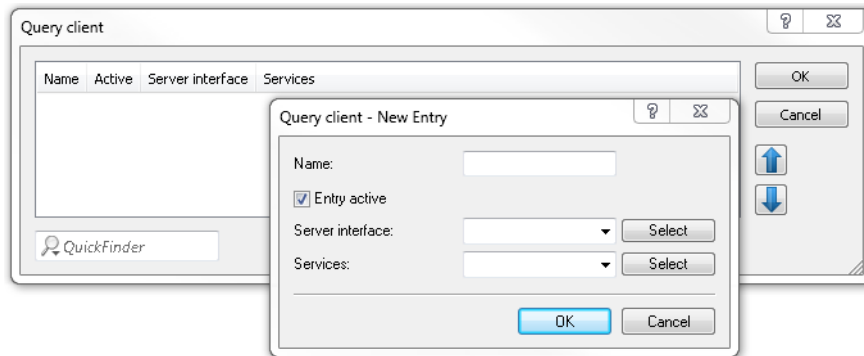 Query client
Name Active Server interface Services
OK
Cancel
QuickFinder
Query client - New Entry
Name:
Entry active
Server interface:
Select
Services:
Select
OK Cancel